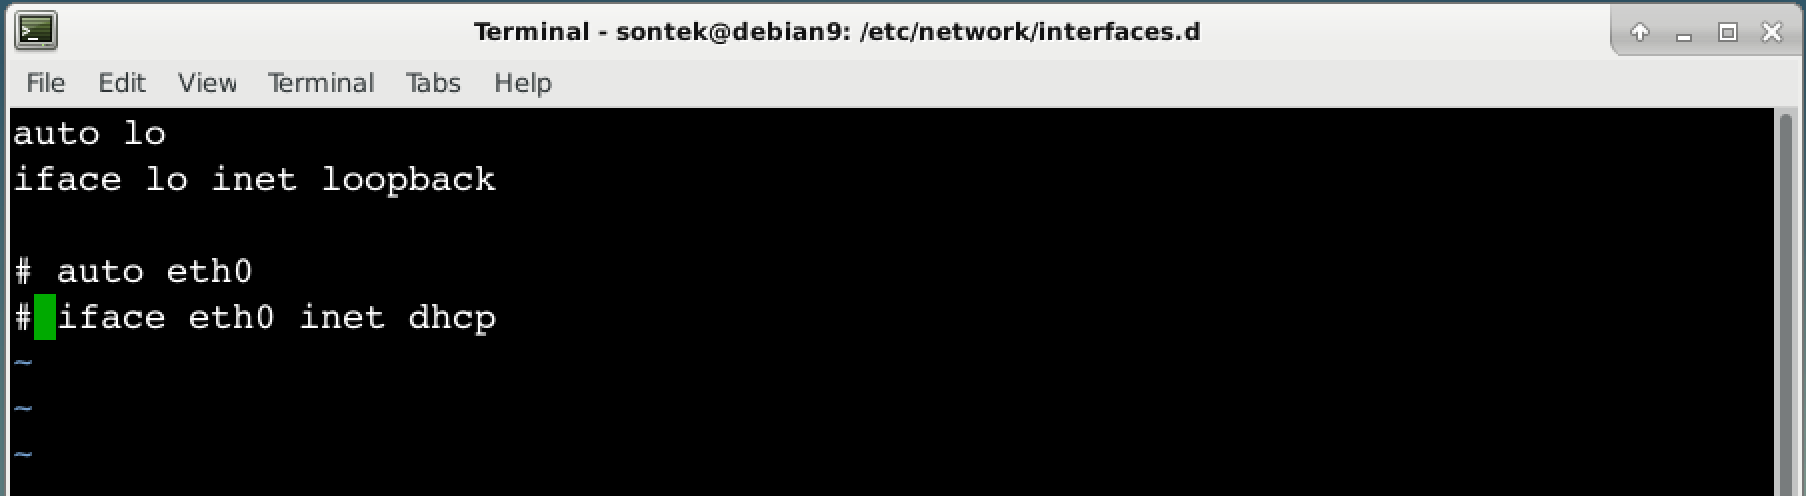 Terminal - sontek@debian9: /etc/network/interfaces.d
File Edit View Terminal Tabs Help
auto lo
iface lo inet loopback
# auto eth0
# iface eth0 inet dhcp
~
~
~